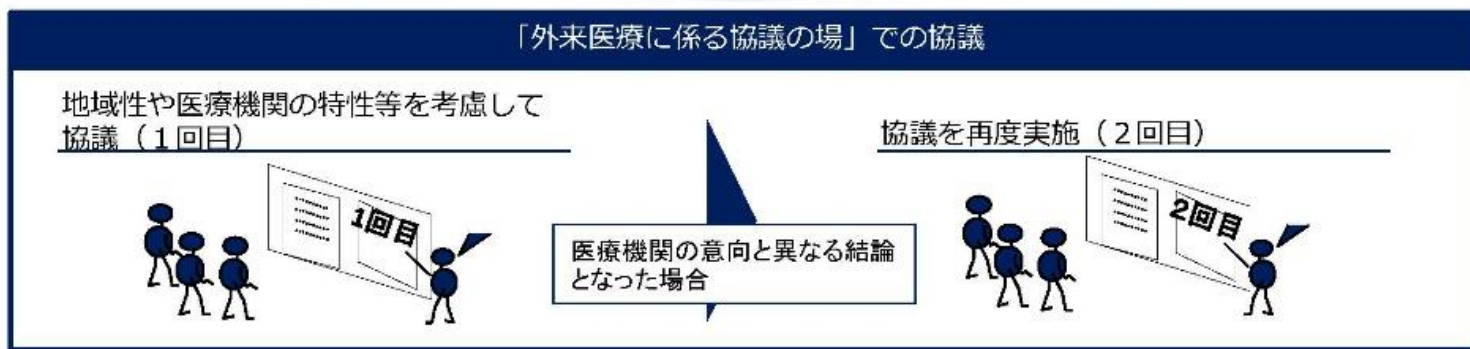 「外来医療に係る協議の場」での協議
地域性や医療機関の特性等を考慮して
協議（１回目）
1回目
医療機関の意向と異なる結論
となった場合
協議を再度実施（２回目）
2回目